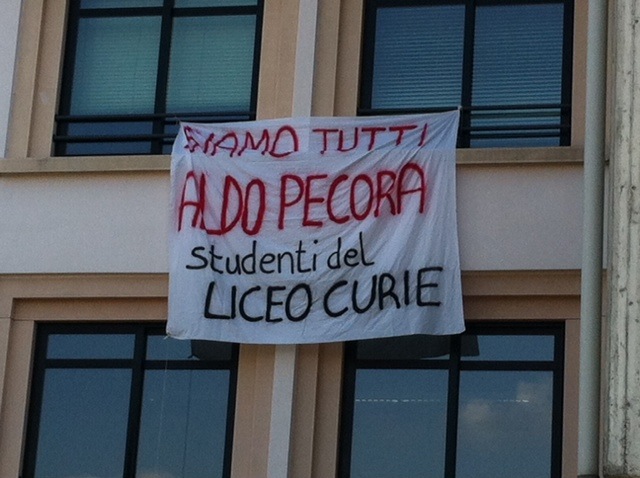 SIAMO TUTTI
ALDO PECORA
studenti del
LICEO CURIE